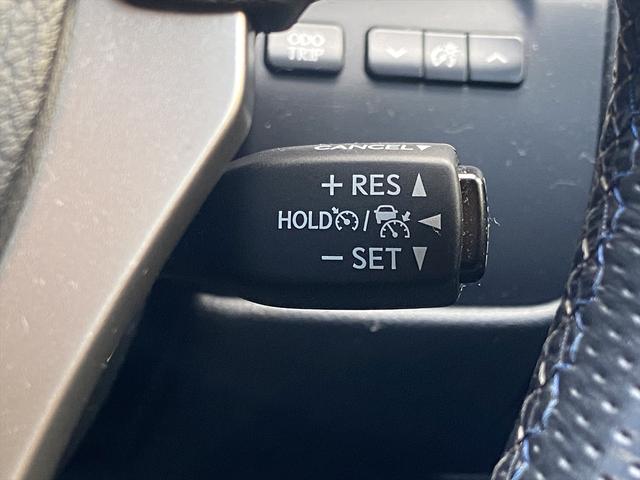 ODO
TRIP
CANCEL▼
+ RES ▲
HOLD / ◀
− SET ▼